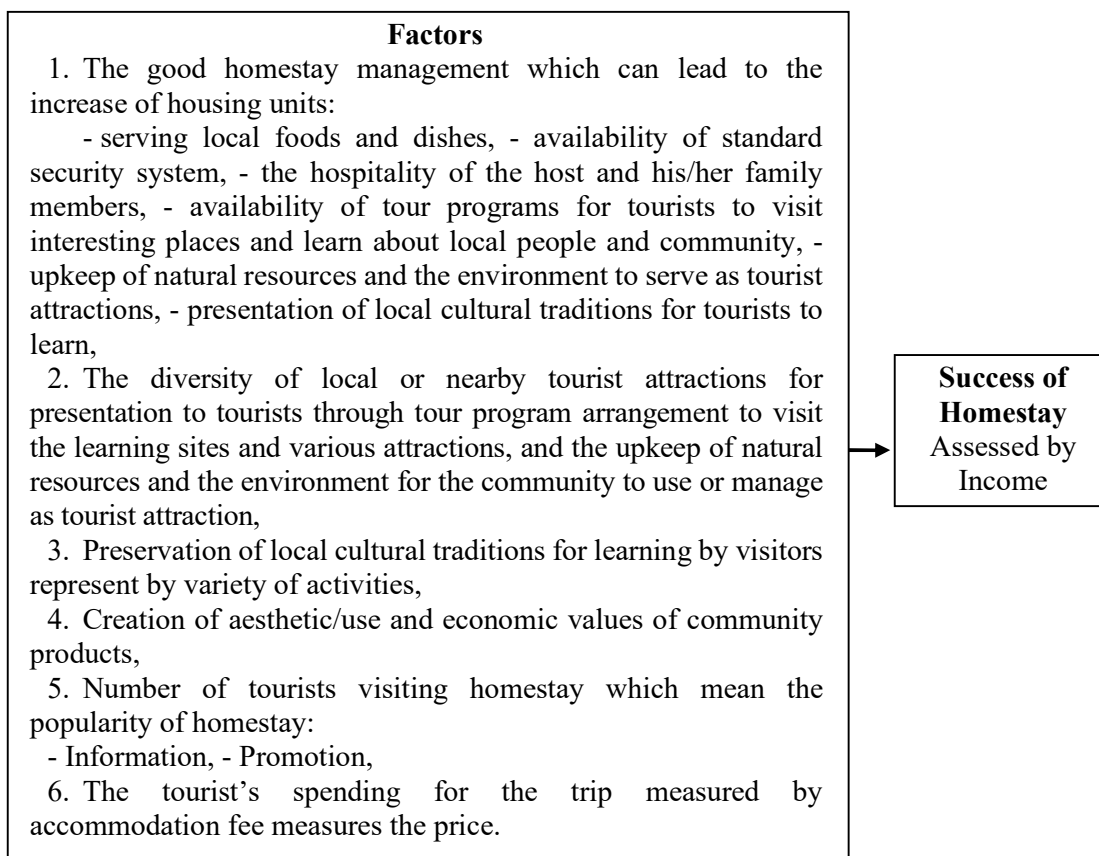 Factors
1. The good homestay management which can lead to the
increase of housing units:
- serving local foods and dishes, - availability of standard
security system, - the hospitality of the host and his/her family
members, - availability of tour programs for tourists to visit
interesting places and learn about local people and community, -
upkeep of natural resources and the environment to serve as tourist
attractions, - presentation of local cultural traditions for tourists to
learn,
2. The diversity of local or nearby tourist attractions for
presentation to tourists through tour program arrangement to visit
the learning sites and various attractions, and the upkeep of natural
resources and the environment for the community to use or manage
as tourist attraction,
3. Preservation of local cultural traditions for learning by visitors
represent by variety of activities,
4. Creation of aesthetic/use and economic values of community
products,
5. Number of tourists visiting homestay which mean the
popularity of homestay:
- Information, - Promotion,
6. The tourist's spending for the trip measured by
accommodation fee measures the price.
Success of
Homestay
Assessed by
Income